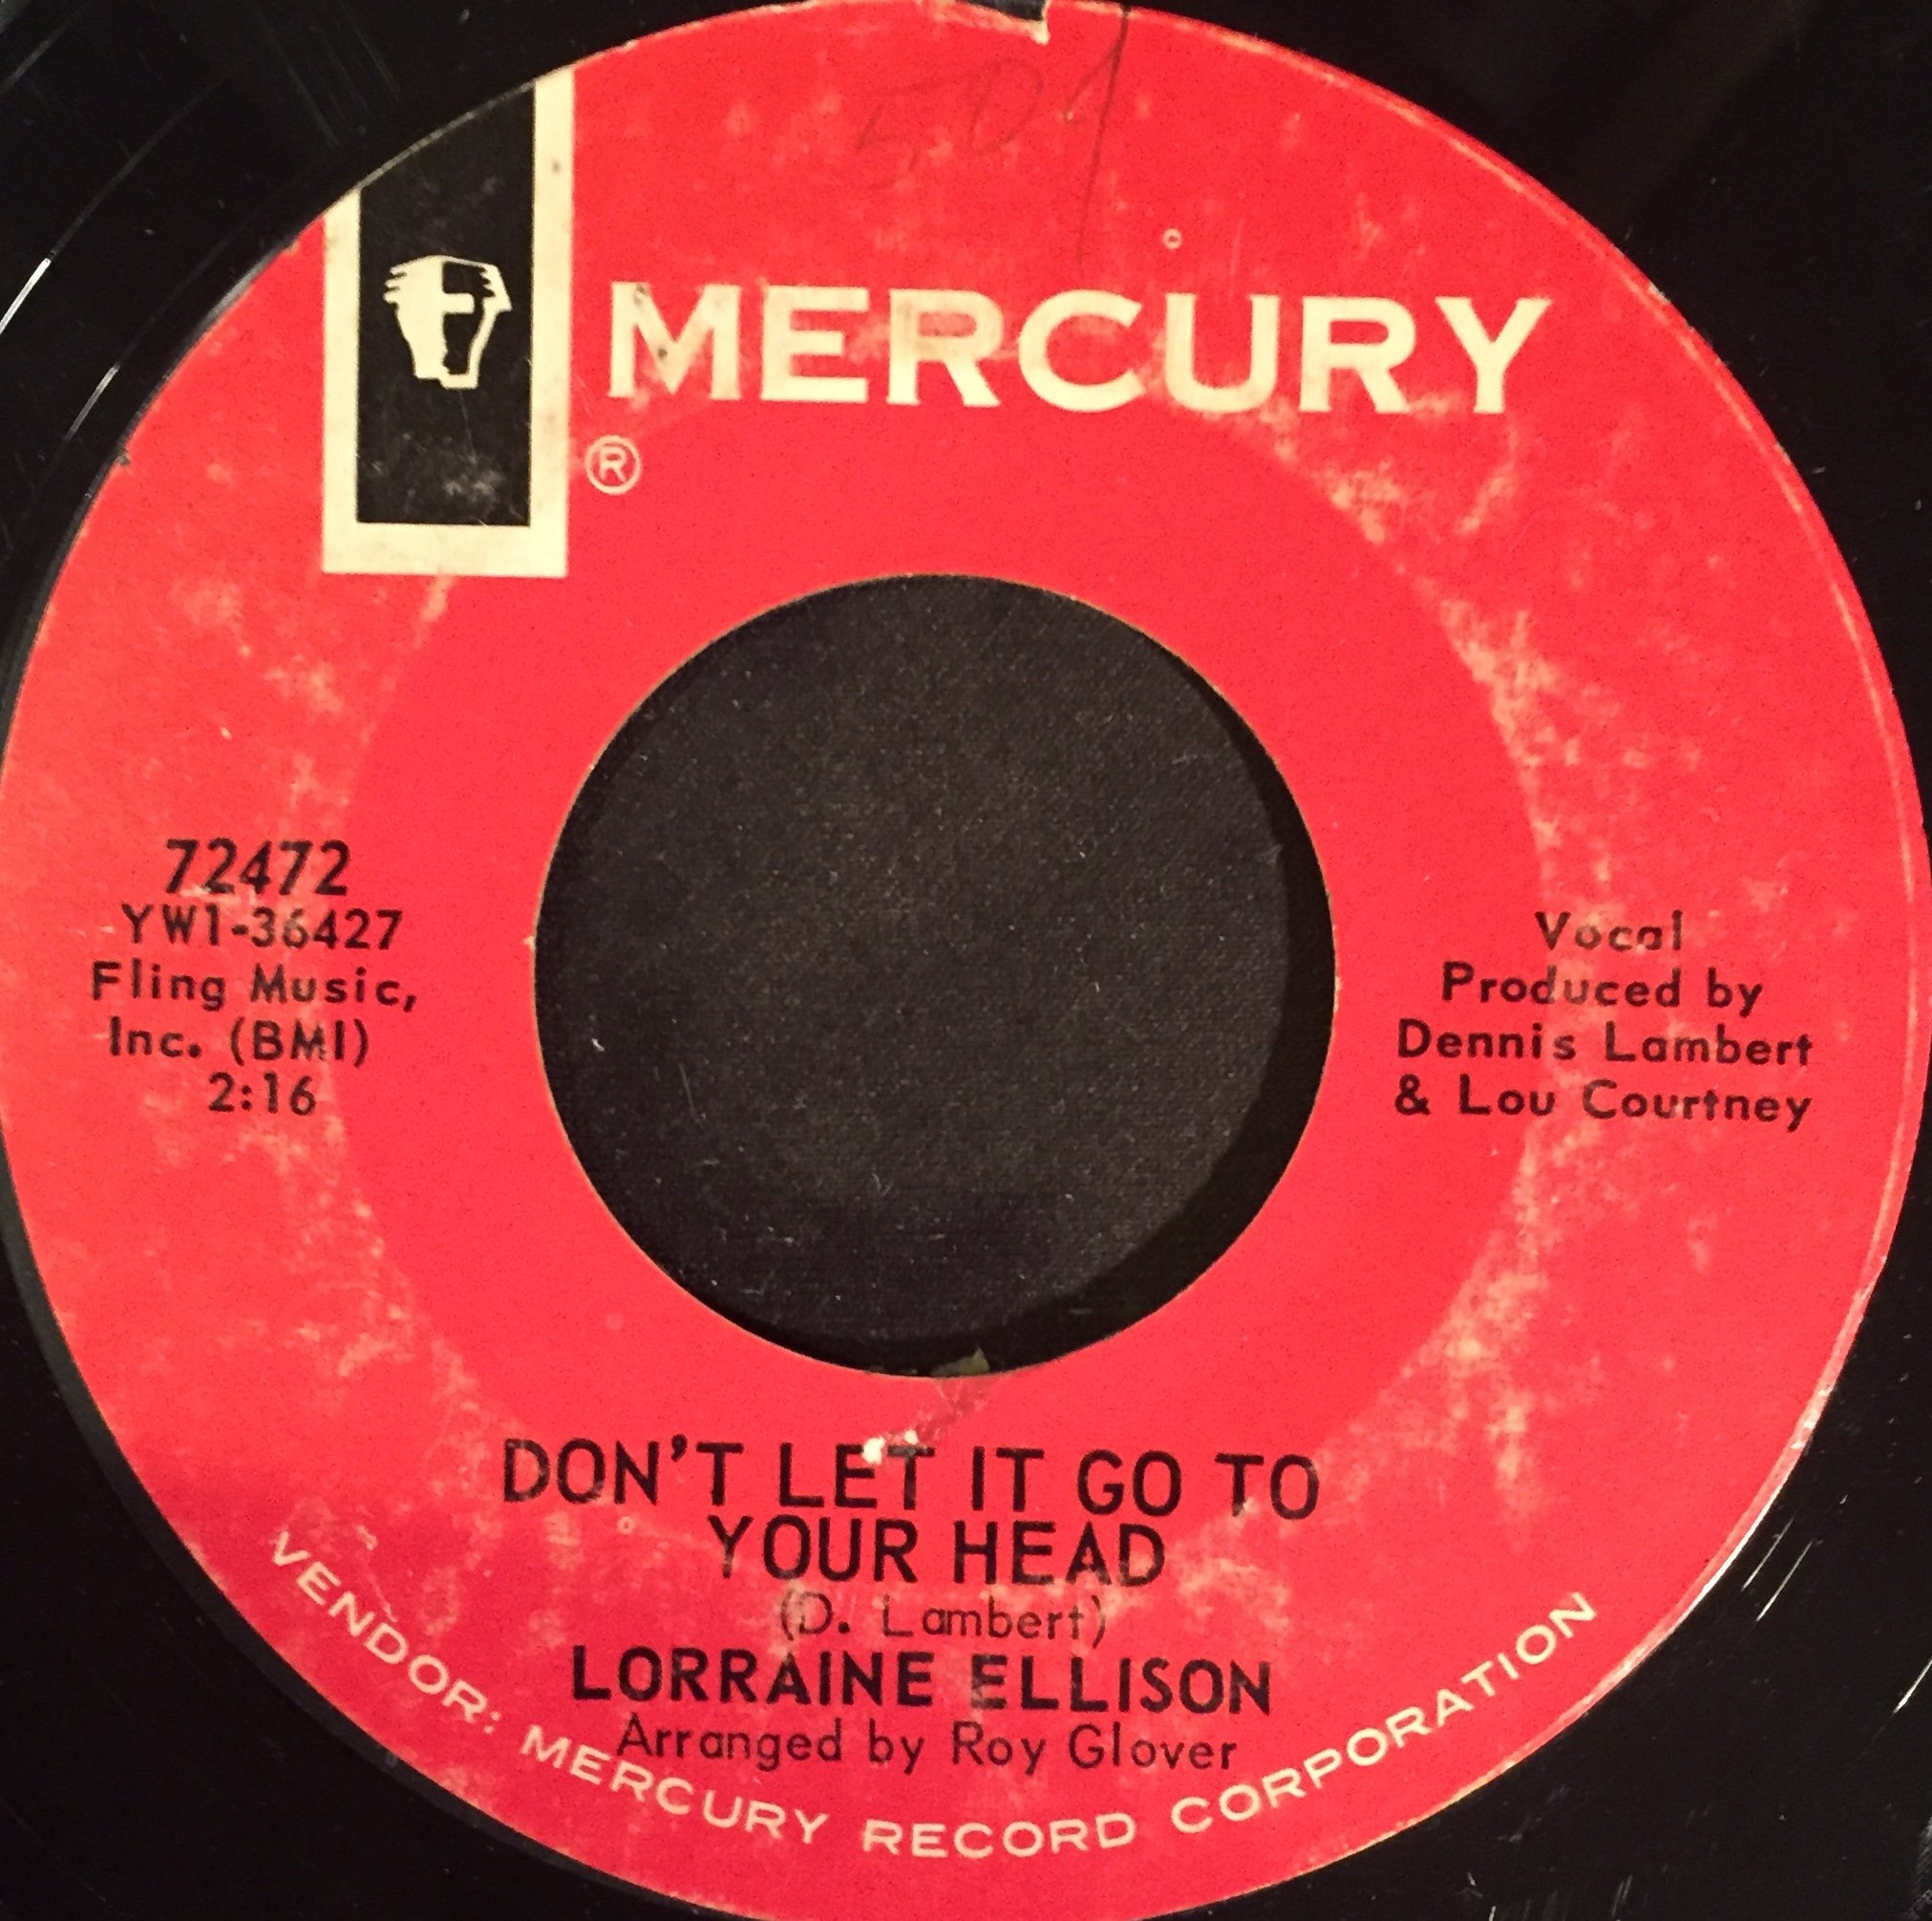 501
MERCURY
®
72472
YW1-36427
Fling Music,
Inc. (BMI)
2:16
Vocal
Produced by
Dennis Lambert
& Lou Courtney
DON'T LET IT GO TO
YOUR HEAD
(D. Lambert)
LORRAINE ELLISON
Arranged by Roy Glover
VENDOR: MERCURY RECORD CORPORATION